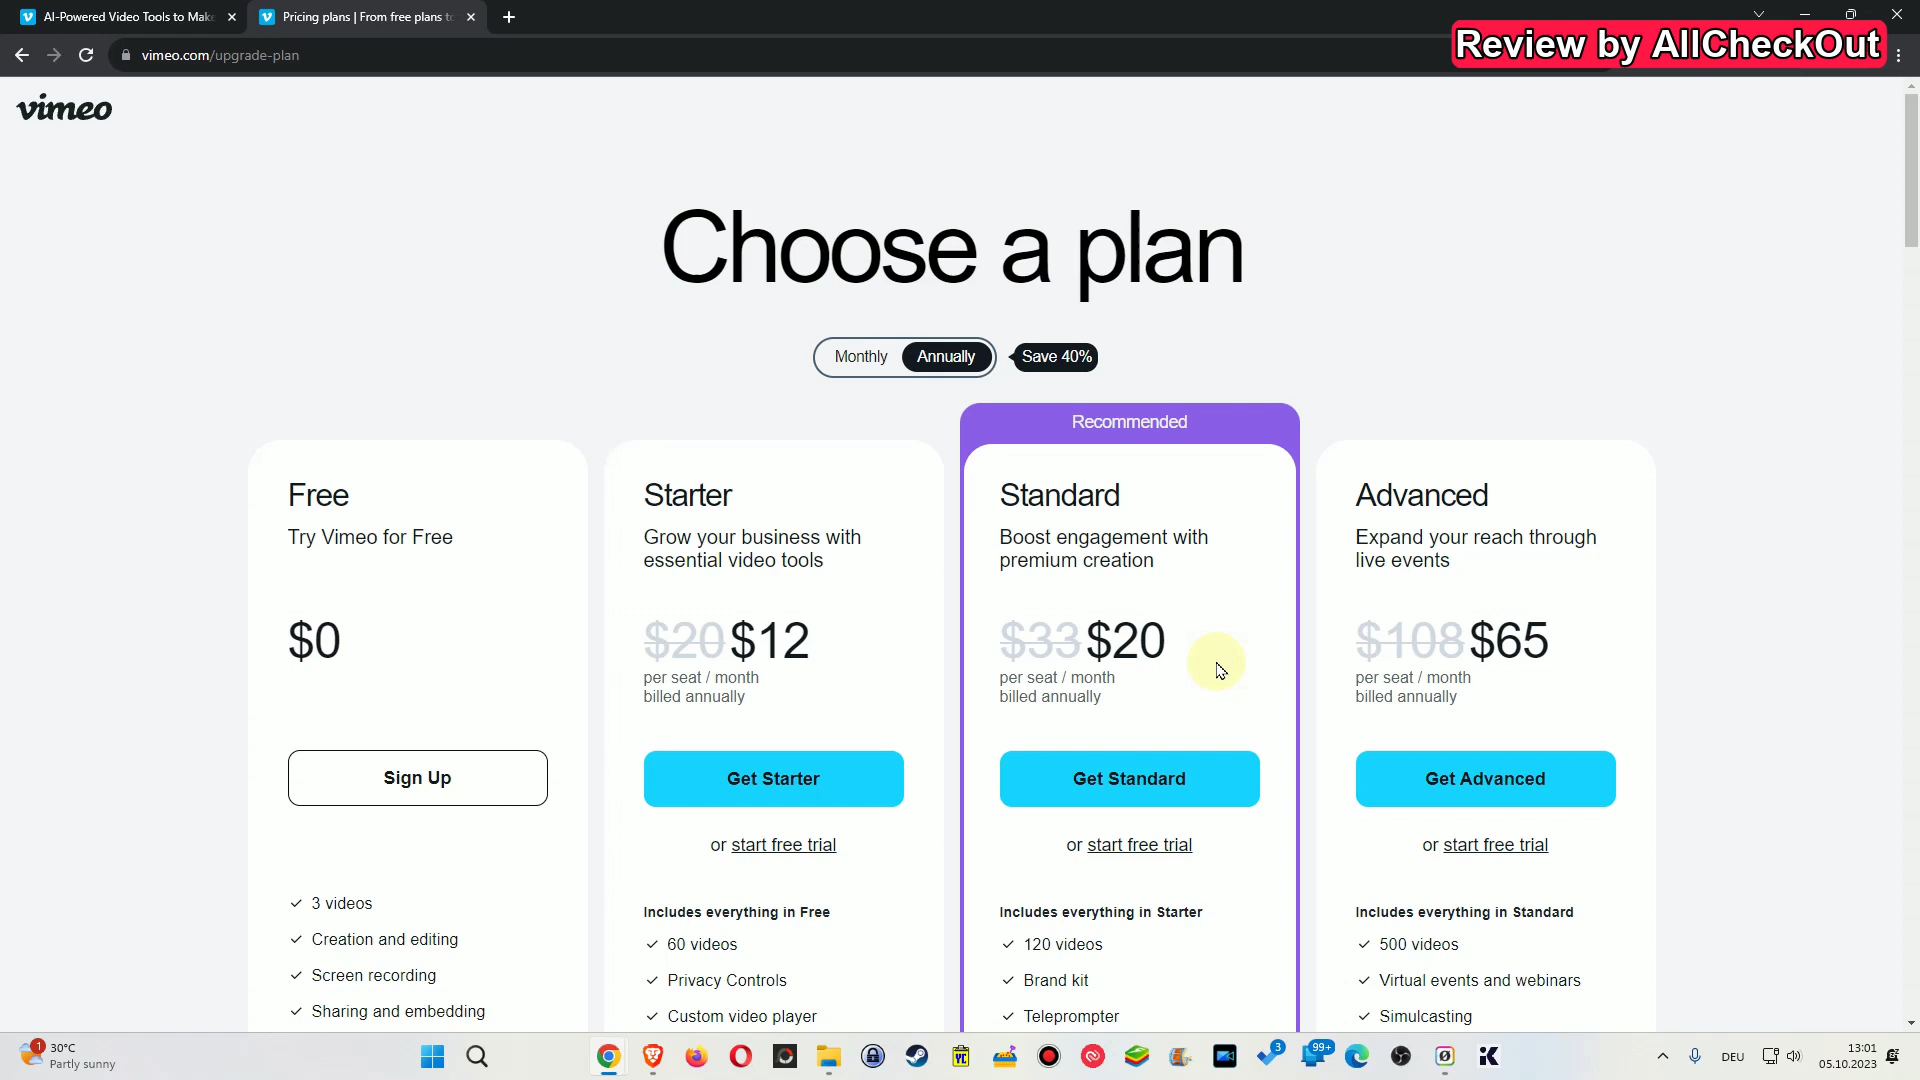 AI-Powered Video Tools to Make
Pricing plans | From free plans to
vimeo.com/upgrade-plan
Review by AllCheckOut
vimeo
Choose a plan
Monthly
Annually
Save 40%
Recommended
Free
Try Vimeo for Free
$0
Sign Up
3 videos
Creation and editing
Screen recording
Sharing and embedding
Starter
Grow your business with
essential video tools
$20 $12
per seat / month
billed annually
Get Starter
or start free trial
Includes everything in Free
60 videos
Privacy Controls
Custom video player
Standard
Boost engagement with
premium creation
$33 $20
per seat / month
billed annually
Get Standard
or start free trial
Includes everything in Starter
120 videos
Brand kit
Teleprompter
Advanced
Expand your reach through
live events
$108 $65
per seat / month
billed annually
Get Advanced
or start free trial
Includes everything in Standard
500 videos
Virtual events and webinars
Simulcasting
1
30°C
Partly sunny
YC
3
99+
DEU
13:01
05.10.2023